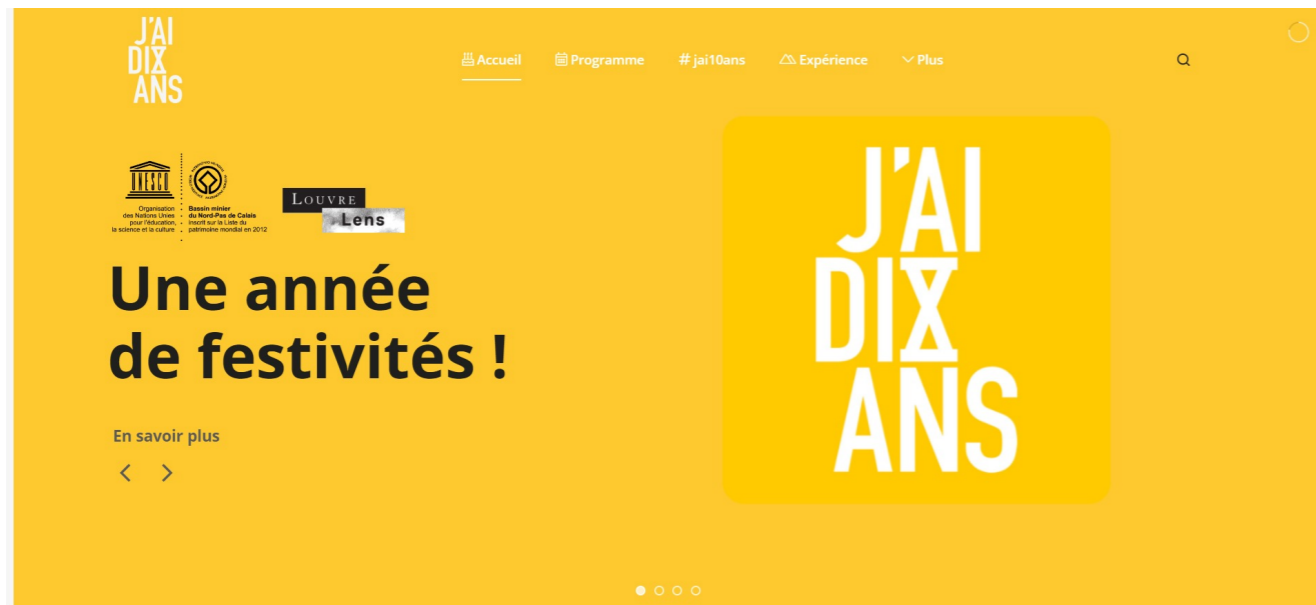 J'AI
DIX
ANS
Accueil
Programme
#jai10ans
Expérience
Plus
UNESCO
Organisation
des Nations Unies
pour l'éducation,
la science et la culture
Bassin minier
du Nord-Pas de Calais
inscrit sur la Liste du
patrimoine mondial en 2012
LOUVRE
Lens
Une année
de festivités !
En savoir plus
J'AI
DIX
ANS